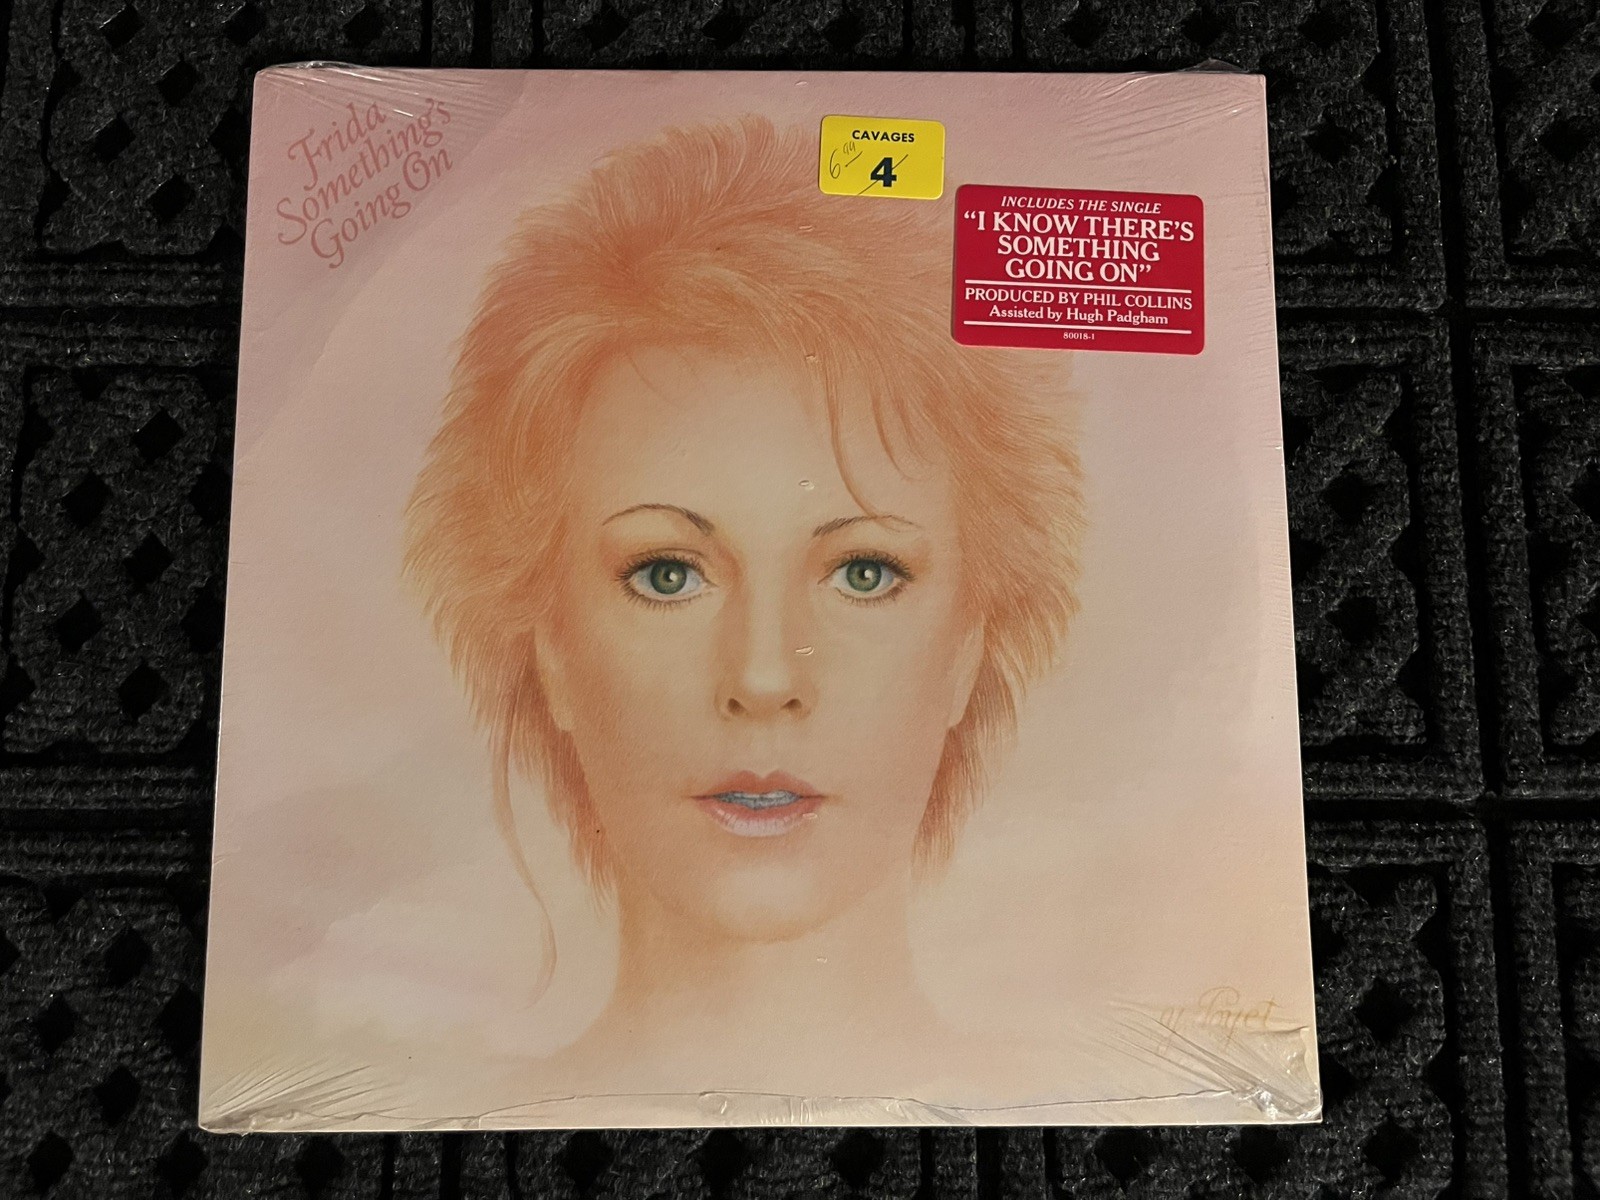 Frida
Something's
Going On
CAVAGES
6 99
4
INCLUDES THE SINGLE
“I KNOW THERE'S
SOMETHING
GOING ON”
PRODUCED BY PHIL COLLINS
Assisted by Hugh Padgham
80018-1
Poyet